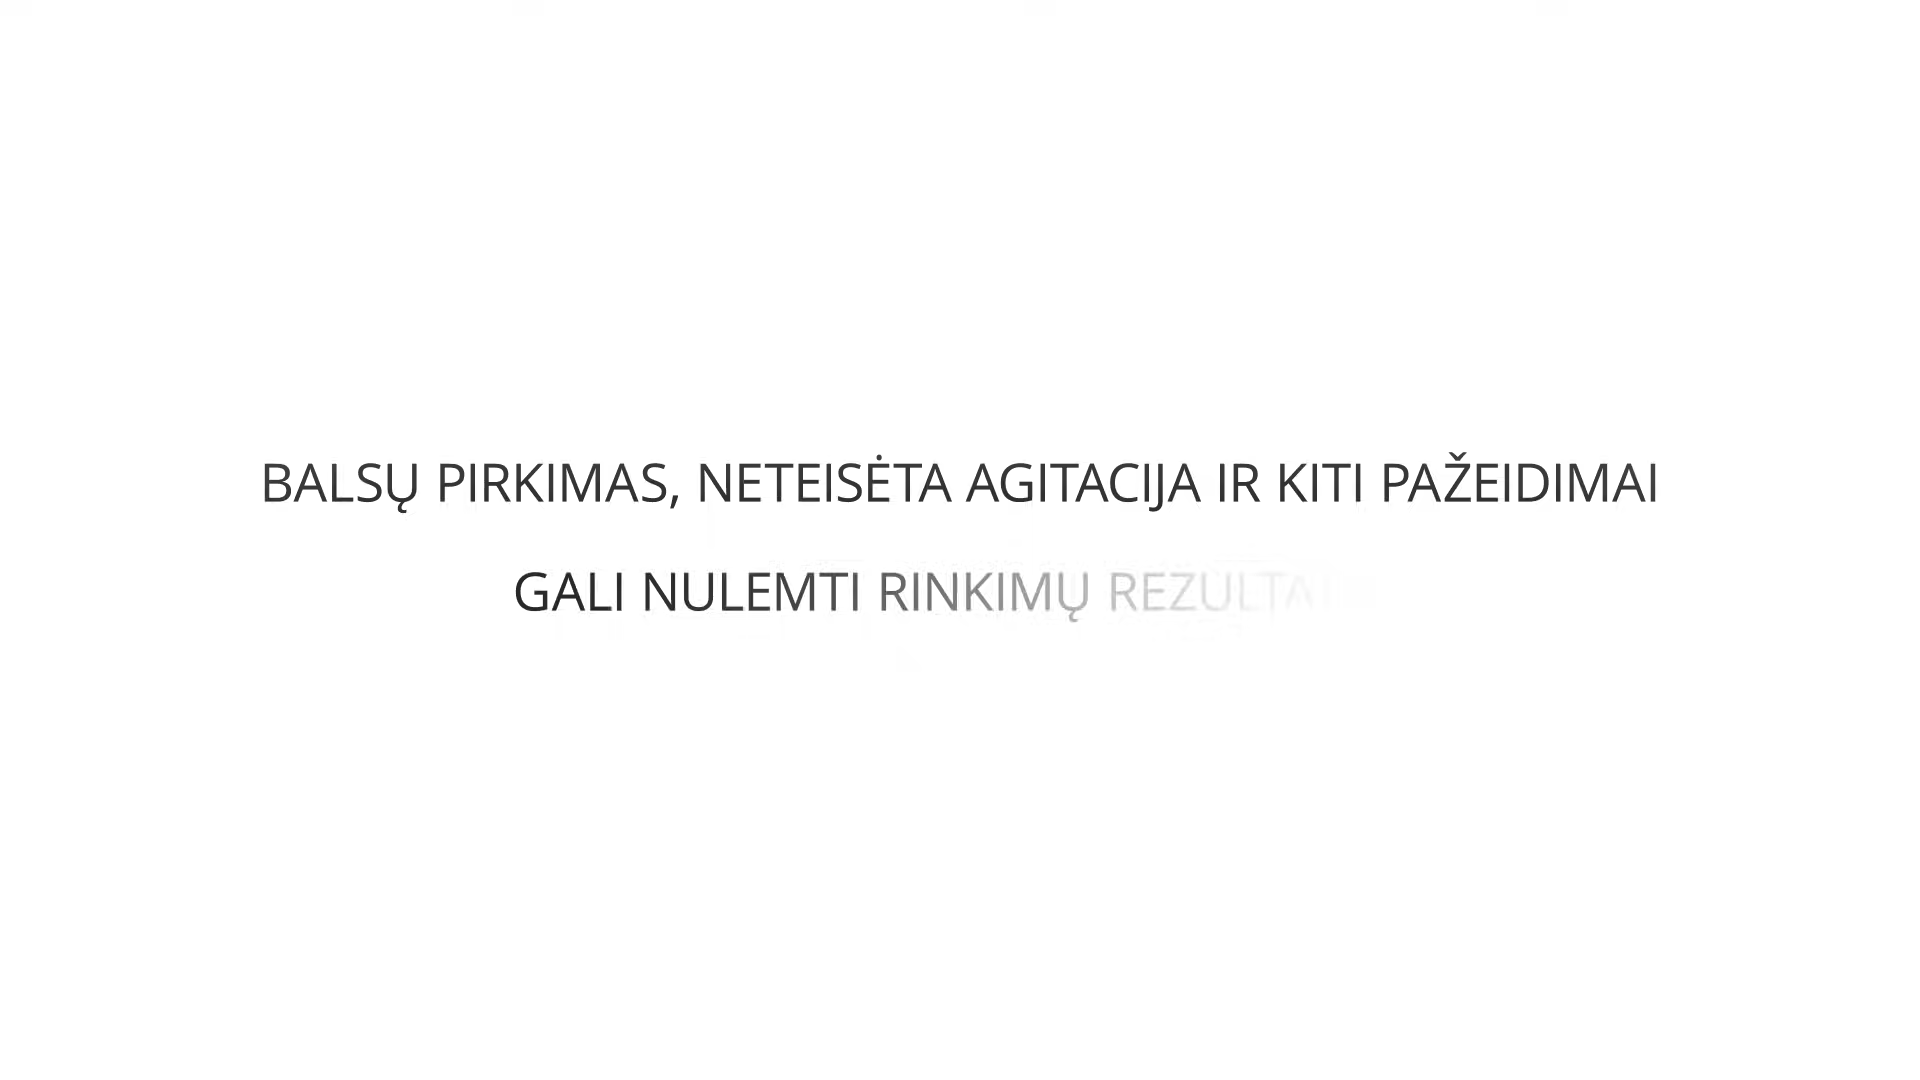 BALSŲ PIRKIMAS, NETEISĖTA AGITACIJA IR KITI PAŽEIDIMAI
GALI NULEMTI RINKIMŲ